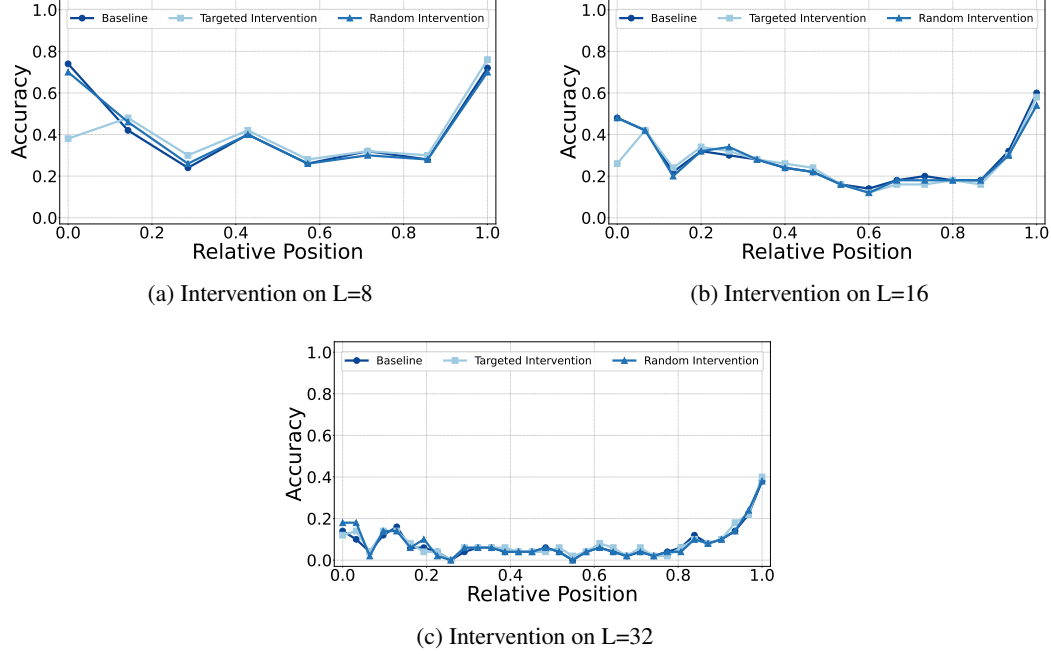 1.0
Baseline Targeted Intervention Random Intervention
0.8
0.6
0.4
0.2
0.0
Accuracy
0.0 0.2 0.4 0.6 0.8 1.0
Relative Position
(a) Intervention on L=8
1.0
Baseline Targeted Intervention Random Intervention
0.8
0.6
0.4
0.2
0.0
Accuracy
0.0 0.2 0.4 0.6 0.8 1.0
Relative Position
(b) Intervention on L=16
1.0
Baseline Targeted Intervention Random Intervention
0.8
0.6
0.4
0.2
0.0
Accuracy
0.0 0.2 0.4 0.6 0.8 1.0
Relative Position
(c) Intervention on L=32